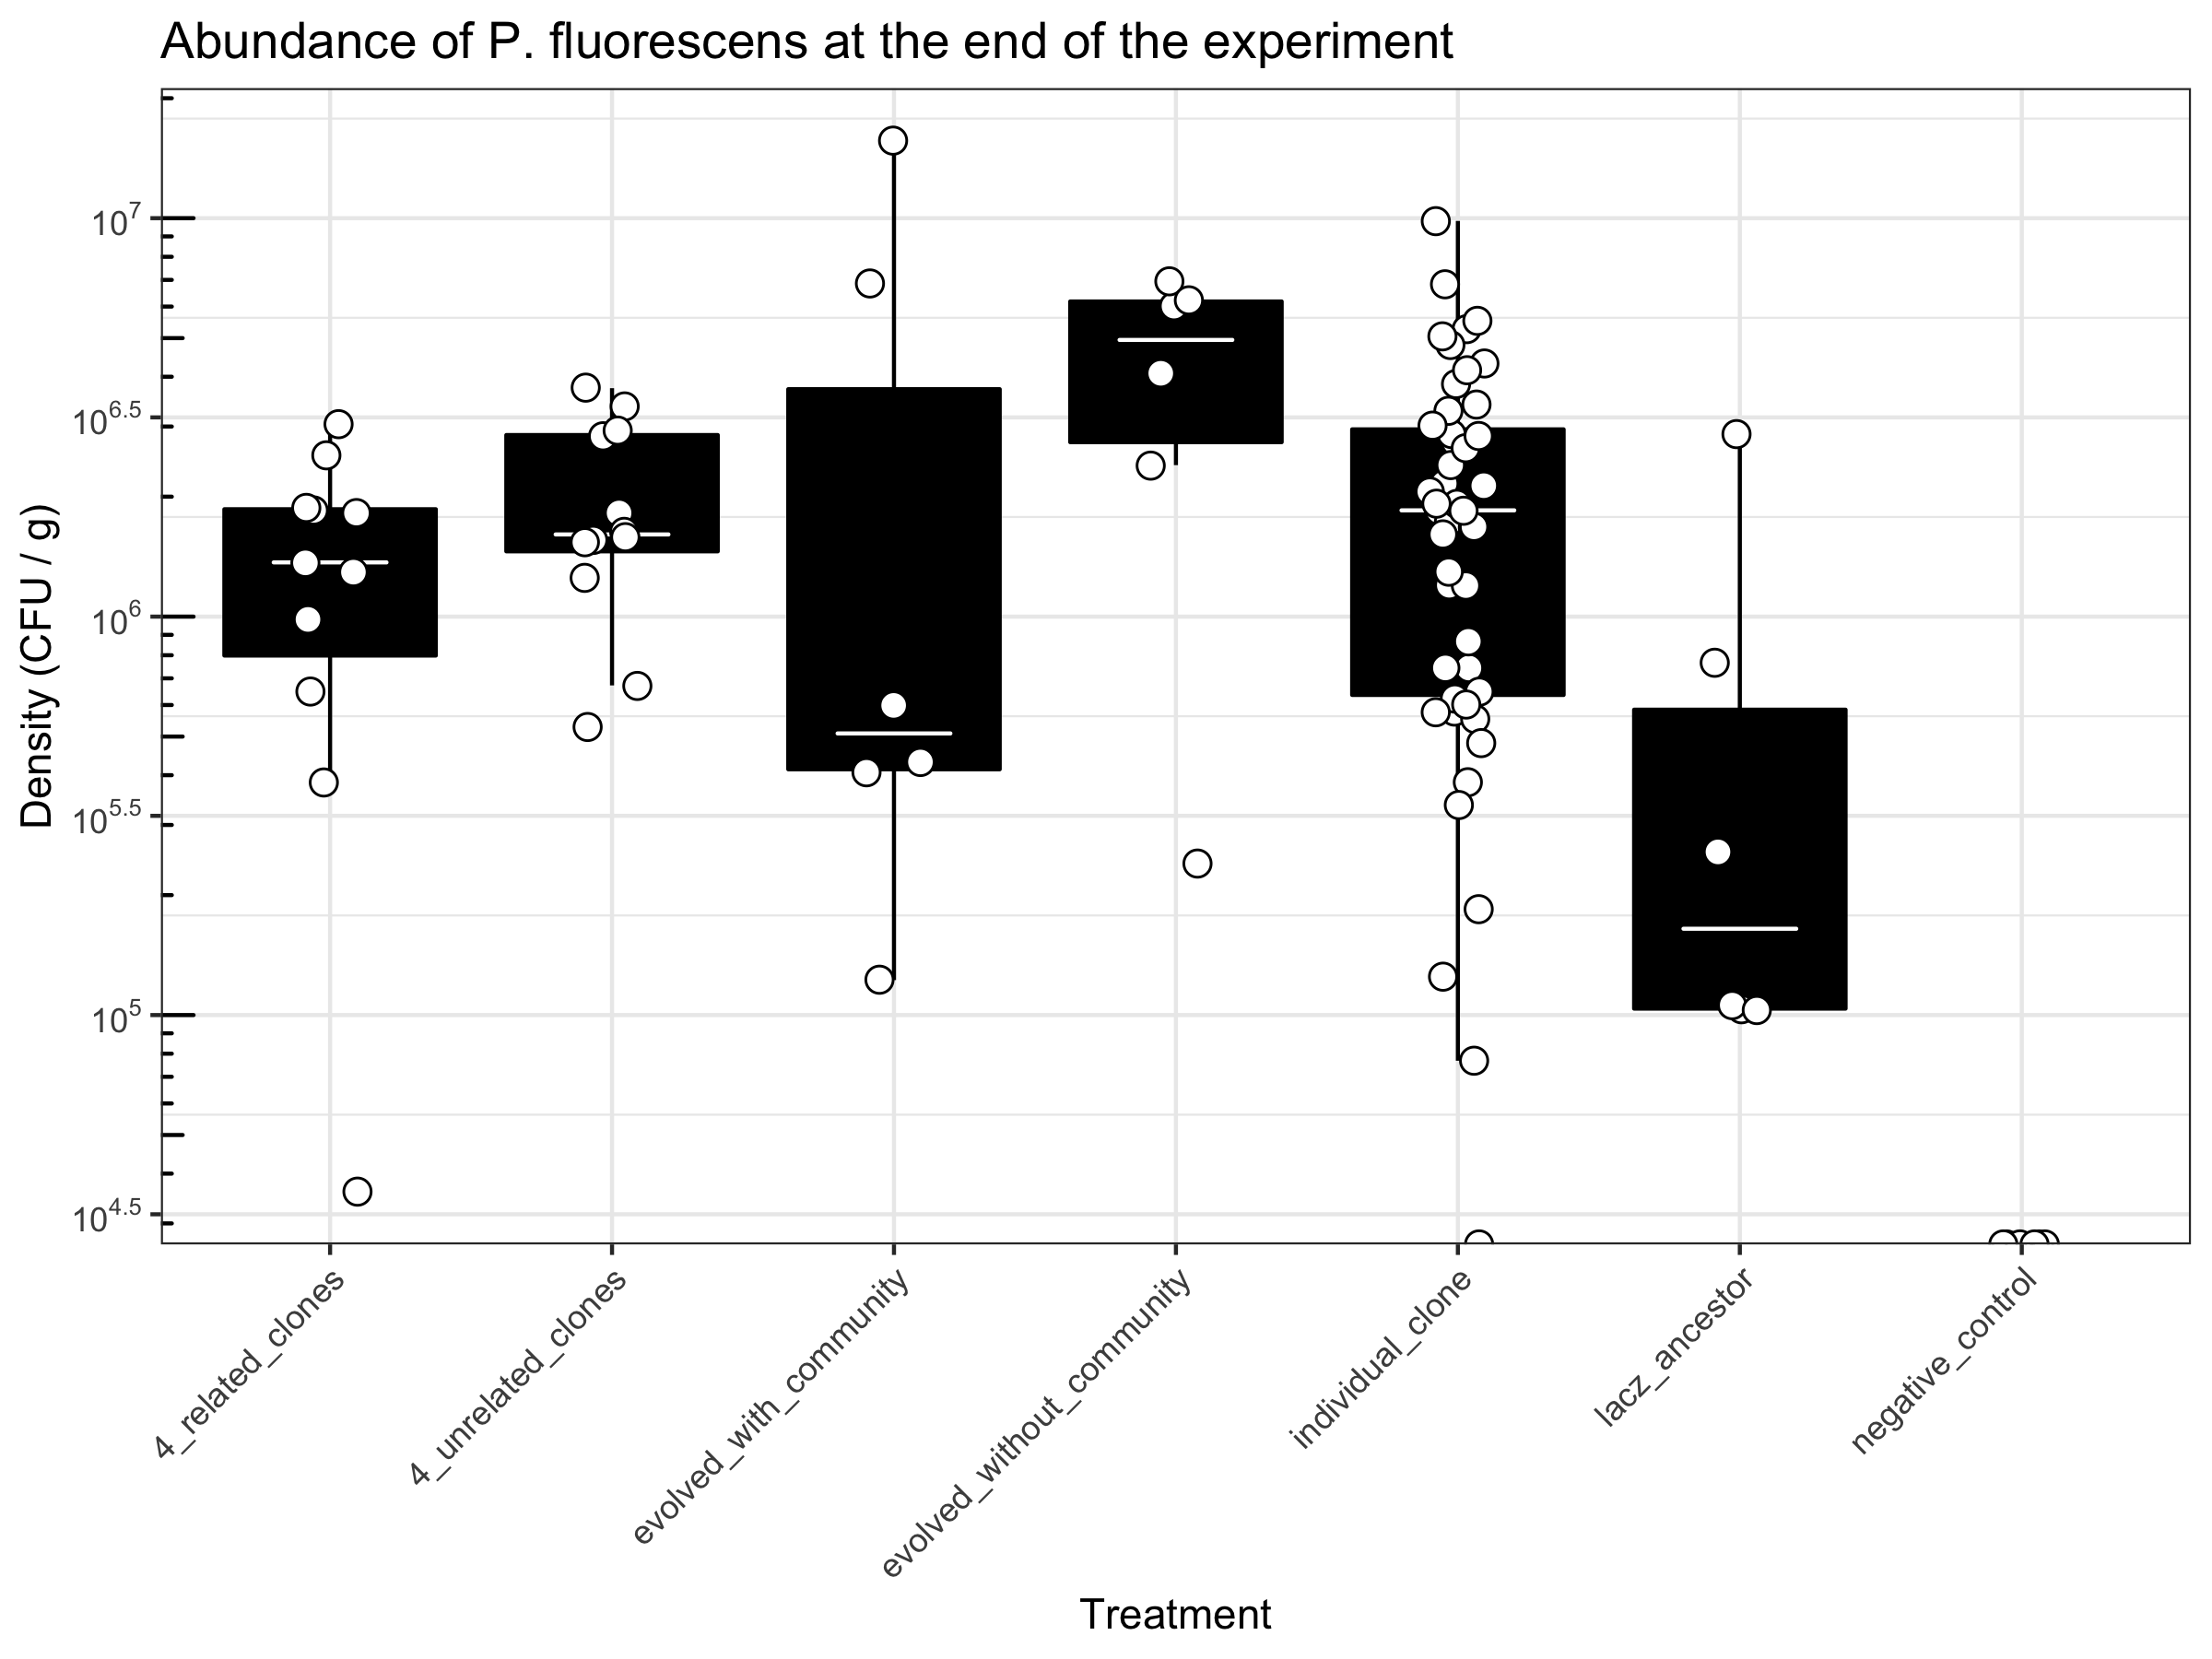 Abundance of P. fluorescens at the end of the experiment
Density (CFU / g)
10^7
10^6.5
10^6
10^5.5
10^5
10^4.5
4_related_clones
4_unrelated_clones
evolved_with_community
evolved_without_community
individual_clone
lacz_ancestor
negative_control
Treatment